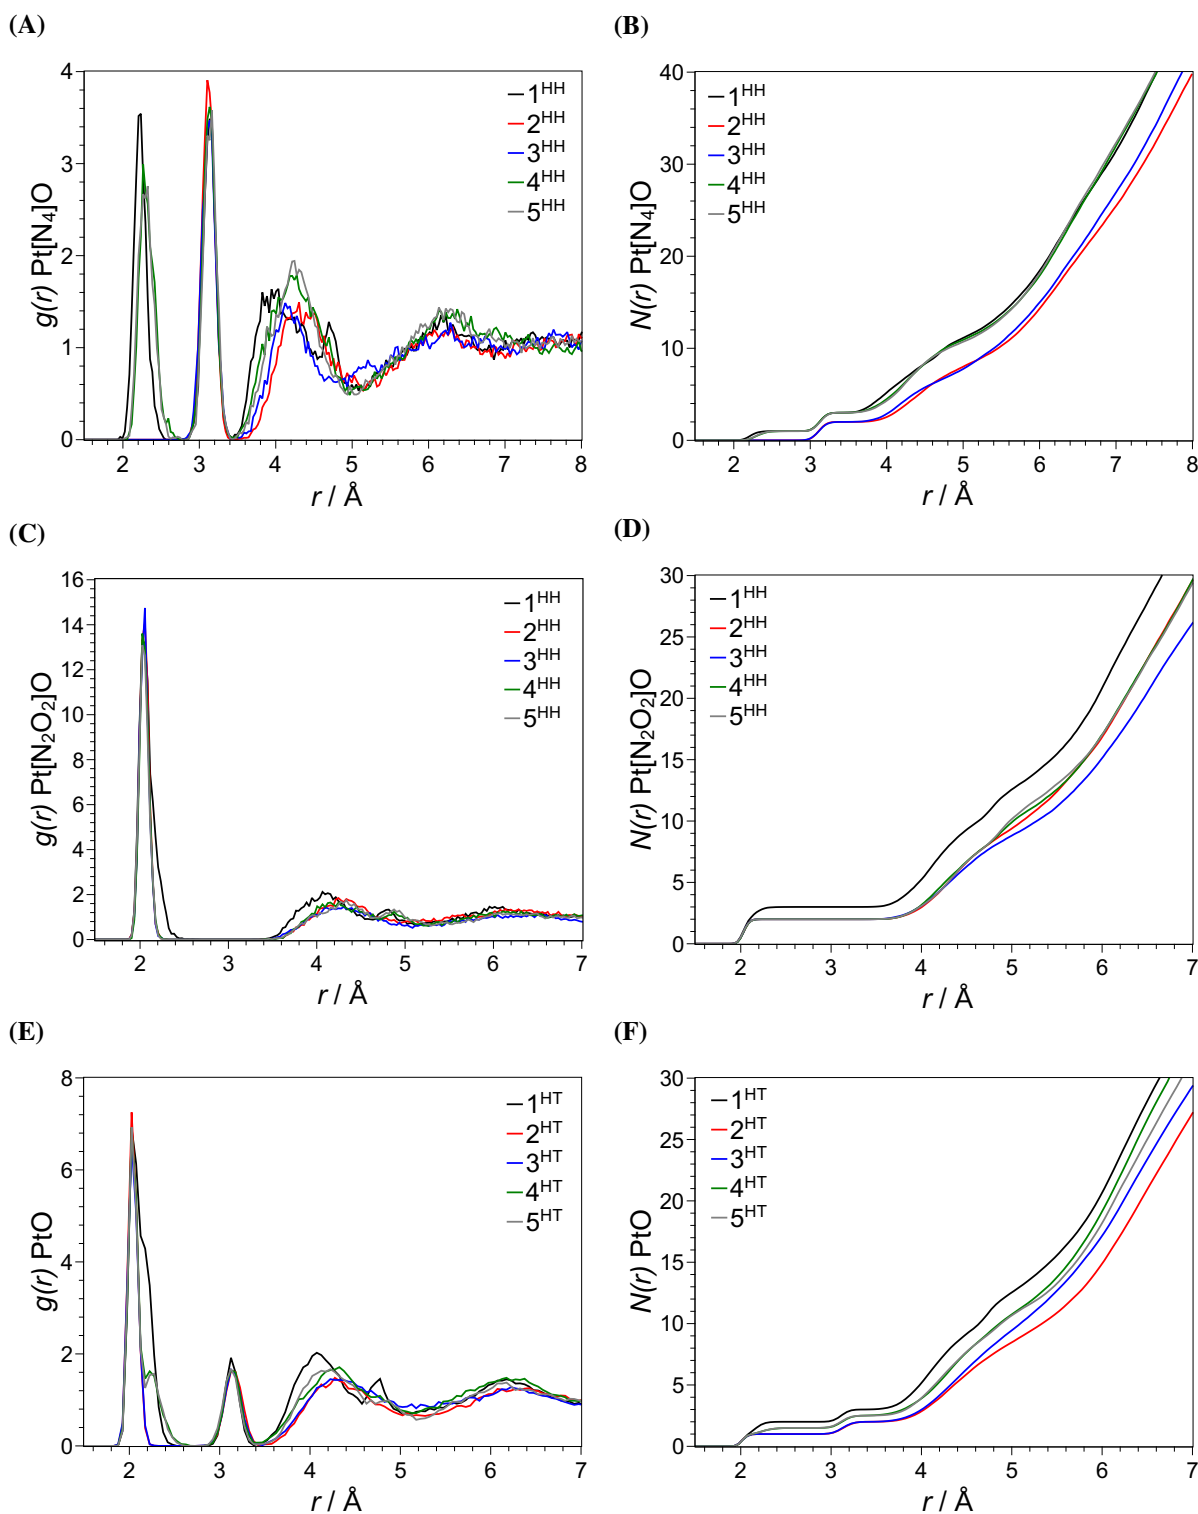 (A)
(B)
4
3
2
1
0
2 3 4 5 6 7 8
r / Å
g(r) Pt[N₄]O
1ᴴᴴ
2ᴴᴴ
3ᴴᴴ
4ᴴᴴ
5ᴴᴴ
40
30
20
10
0
2 3 4 5 6 7 8
r / Å
N(r) Pt[N₄]O
1ᴴᴴ
2ᴴᴴ
3ᴴᴴ
4ᴴᴴ
5ᴴᴴ
(C)
(D)
16
14
12
10
8
6
4
2
0
2 3 4 5 6 7
r / Å
g(r) Pt[N₂O₂]O
1ᴴᴴ
2ᴴᴴ
3ᴴᴴ
4ᴴᴴ
5ᴴᴴ
30
25
20
15
10
5
0
2 3 4 5 6 7
r / Å
N(r) Pt[N₂O₂]O
1ᴴᴴ
2ᴴᴴ
3ᴴᴴ
4ᴴᴴ
5ᴴᴴ
(E)
(F)
8
6
4
2
0
2 3 4 5 6 7
r / Å
g(r) PtO
1ᴴᵀ
2ᴴᵀ
3ᴴᵀ
4ᴴᵀ
5ᴴᵀ
30
25
20
15
10
5
0
2 3 4 5 6 7
r / Å
N(r) PtO
1ᴴᵀ
2ᴴᵀ
3ᴴᵀ
4ᴴᵀ
5ᴴᵀ